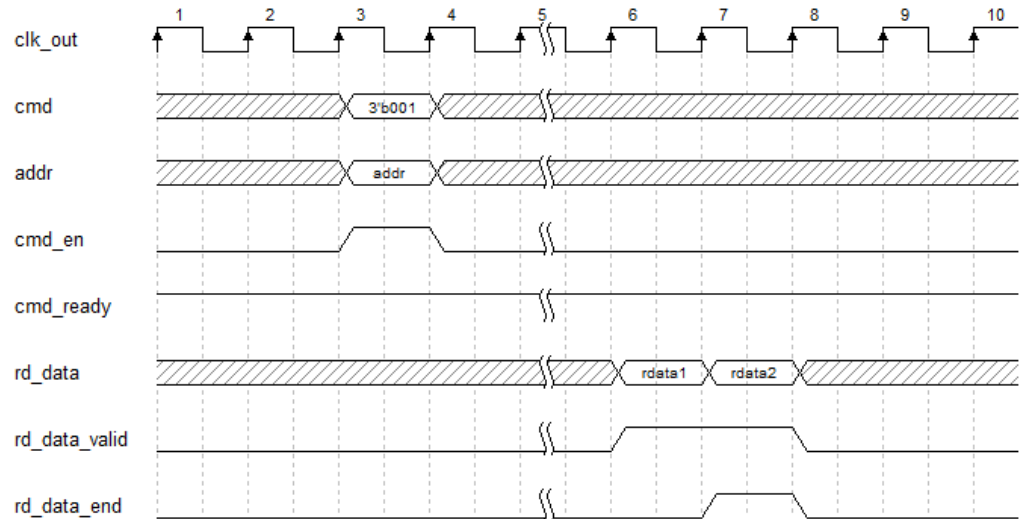 1 2 3 4 5 6 7 8 9 10
clk_out
cmd 3'b001
addr addr
cmd_en
cmd_ready
rd_data rdata1 rdata2
rd_data_valid
rd_data_end